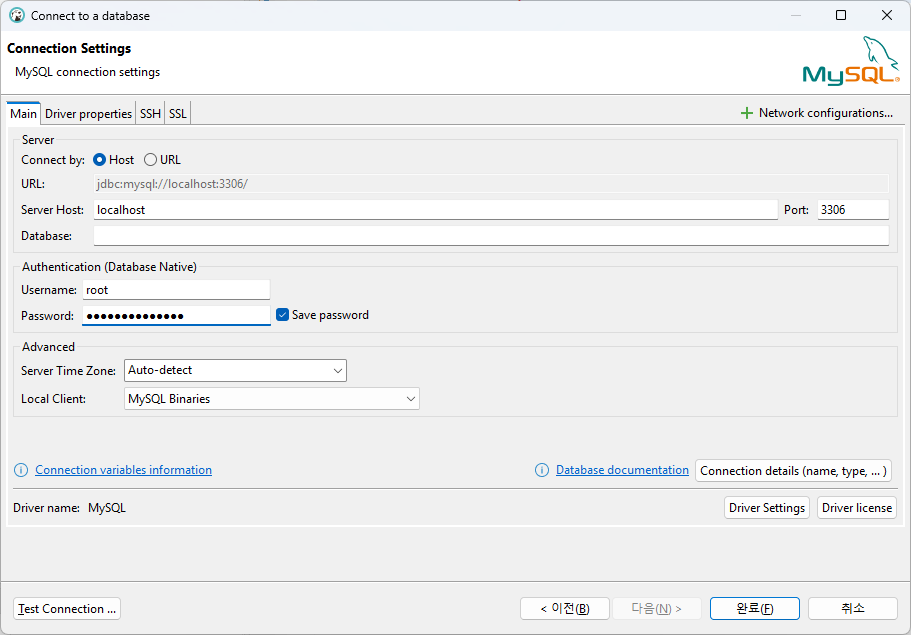 Connect to a database
Connection Settings
MySQL connection settings
MySQL®
Main Driver properties SSH SSL Network configurations...
Server
Connect by: Host URL
URL: jdbc:mysql://localhost:3306/
Server Host: localhost Port: 3306
Database:
Authentication (Database Native)
Username: root
Password: ●●●●●●●●●●●●●● Save password
Advanced
Server Time Zone: Auto-detect
Local Client: MySQL Binaries
Connection variables information Database documentation Connection details (name, type, ... )
Driver name: MySQL Driver Settings Driver license
Test Connection ... < 이전(B) 다음(N) > 완료(F) 취소